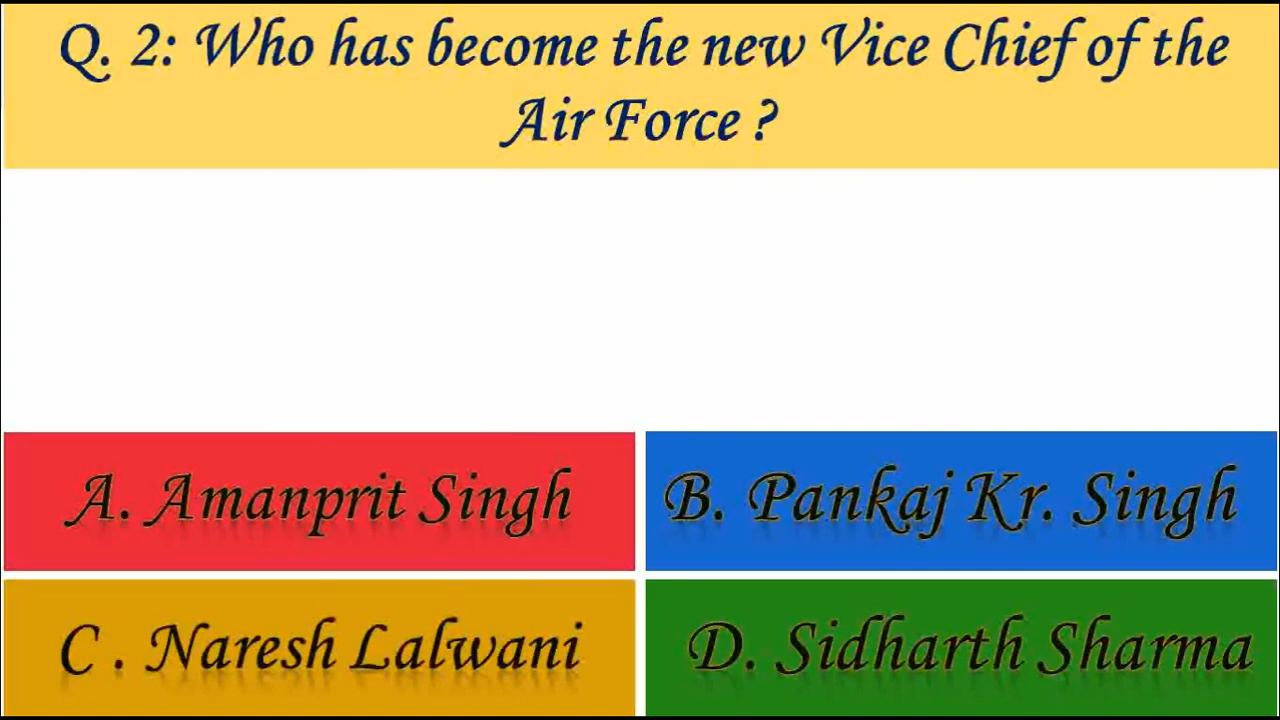 Q. 2: Who has become the new Vice Chief of the
Air Force ?
A. Amanprit Singh
B. Pankaj Kr. Singh
C . Naresh Lalwani
D. Sidharth Sharma